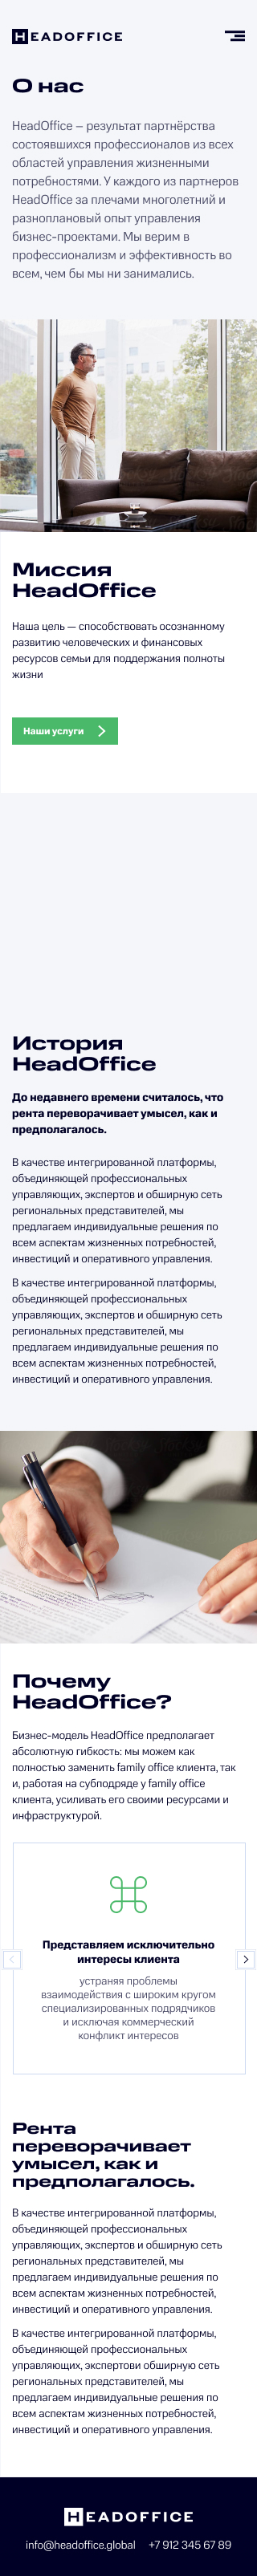 HEADOFFICE
О нас
HeadOffice – результат партнёрства
состоявшихся профессионалов из всех
областей управления жизненными
потребностями. У каждого из партнеров
HeadOffice за плечами многолетний и
разноплановый опыт управления
бизнес-проектами. Мы верим в
профессионализм и эффективность во
всем, чем бы мы ни занимались.
Миссия
HeadOffice
Наша цель — способствовать осознанному
развитию человеческих и финансовых
ресурсов семьи для поддержания полноты
жизни
Наши услуги
История
HeadOffice
До недавнего времени считалось, что
рента переворачивает умысел, как и
предполагалось.
В качестве интегрированной платформы,
объединяющей профессиональных
управляющих, экспертов и обширную сеть
региональных представителей, мы
предлагаем индивидуальные решения по
всем аспектам жизненных потребностей,
инвестиций и оперативного управления.
В качестве интегрированной платформы,
объединяющей профессиональных
управляющих, экспертов и обширную сеть
региональных представителей, мы
предлагаем индивидуальные решения по
всем аспектам жизненных потребностей,
инвестиций и оперативного управления.
Почему
HeadOffice?
Бизнес-модель HeadOffice предполагает
абсолютную гибкость: мы можем как
полностью заменить family office клиента, так
и, работая на субподряде у family office
клиента, усиливать его своими ресурсами и
инфраструктурой.
Представляем исключительно
интересы клиента
устраняя проблемы
взаимодействия с широким кругом
специализированных подрядчиков
и исключая коммерческий
конфликт интересов
Рента
переворачивает
умысел, как и
предполагалось.
В качестве интегрированной платформы,
объединяющей профессиональных
управляющих, экспертов и обширную сеть
региональных представителей, мы
предлагаем индивидуальные решения по
всем аспектам жизненных потребностей,
инвестиций и оперативного управления.
В качестве интегрированной платформы,
объединяющей профессиональных
управляющих, экспертови обширную сеть
региональных представителей, мы
предлагаем индивидуальные решения по
всем аспектам жизненных потребностей,
инвестиций и оперативного управления.
HEADOFFICE
info@headoffice.global +7 912 345 67 89